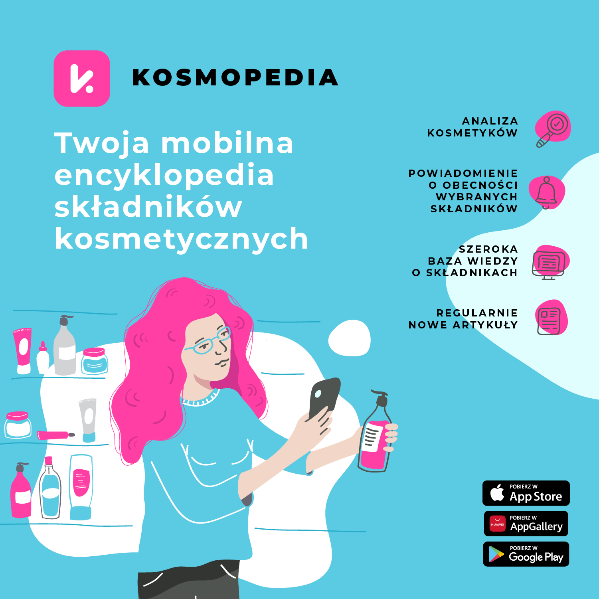 KOSMOPEDIA
Twoja mobilna
encyklopedia
składników
kosmetycznych
ANALIZA
KOSMETYKÓW
POWIADOMIENIE
O OBECNOŚCI
WYBRANYCH
SKŁADNIKÓW
SZEROKA
BAZA WIEDZY
O SKŁADNIKACH
REGULARNIE
NOWE ARTYKUŁY
POBIERZ W
App Store
HUAWEI
POBIERZ W
AppGallery
POBIERZ W
Google Play